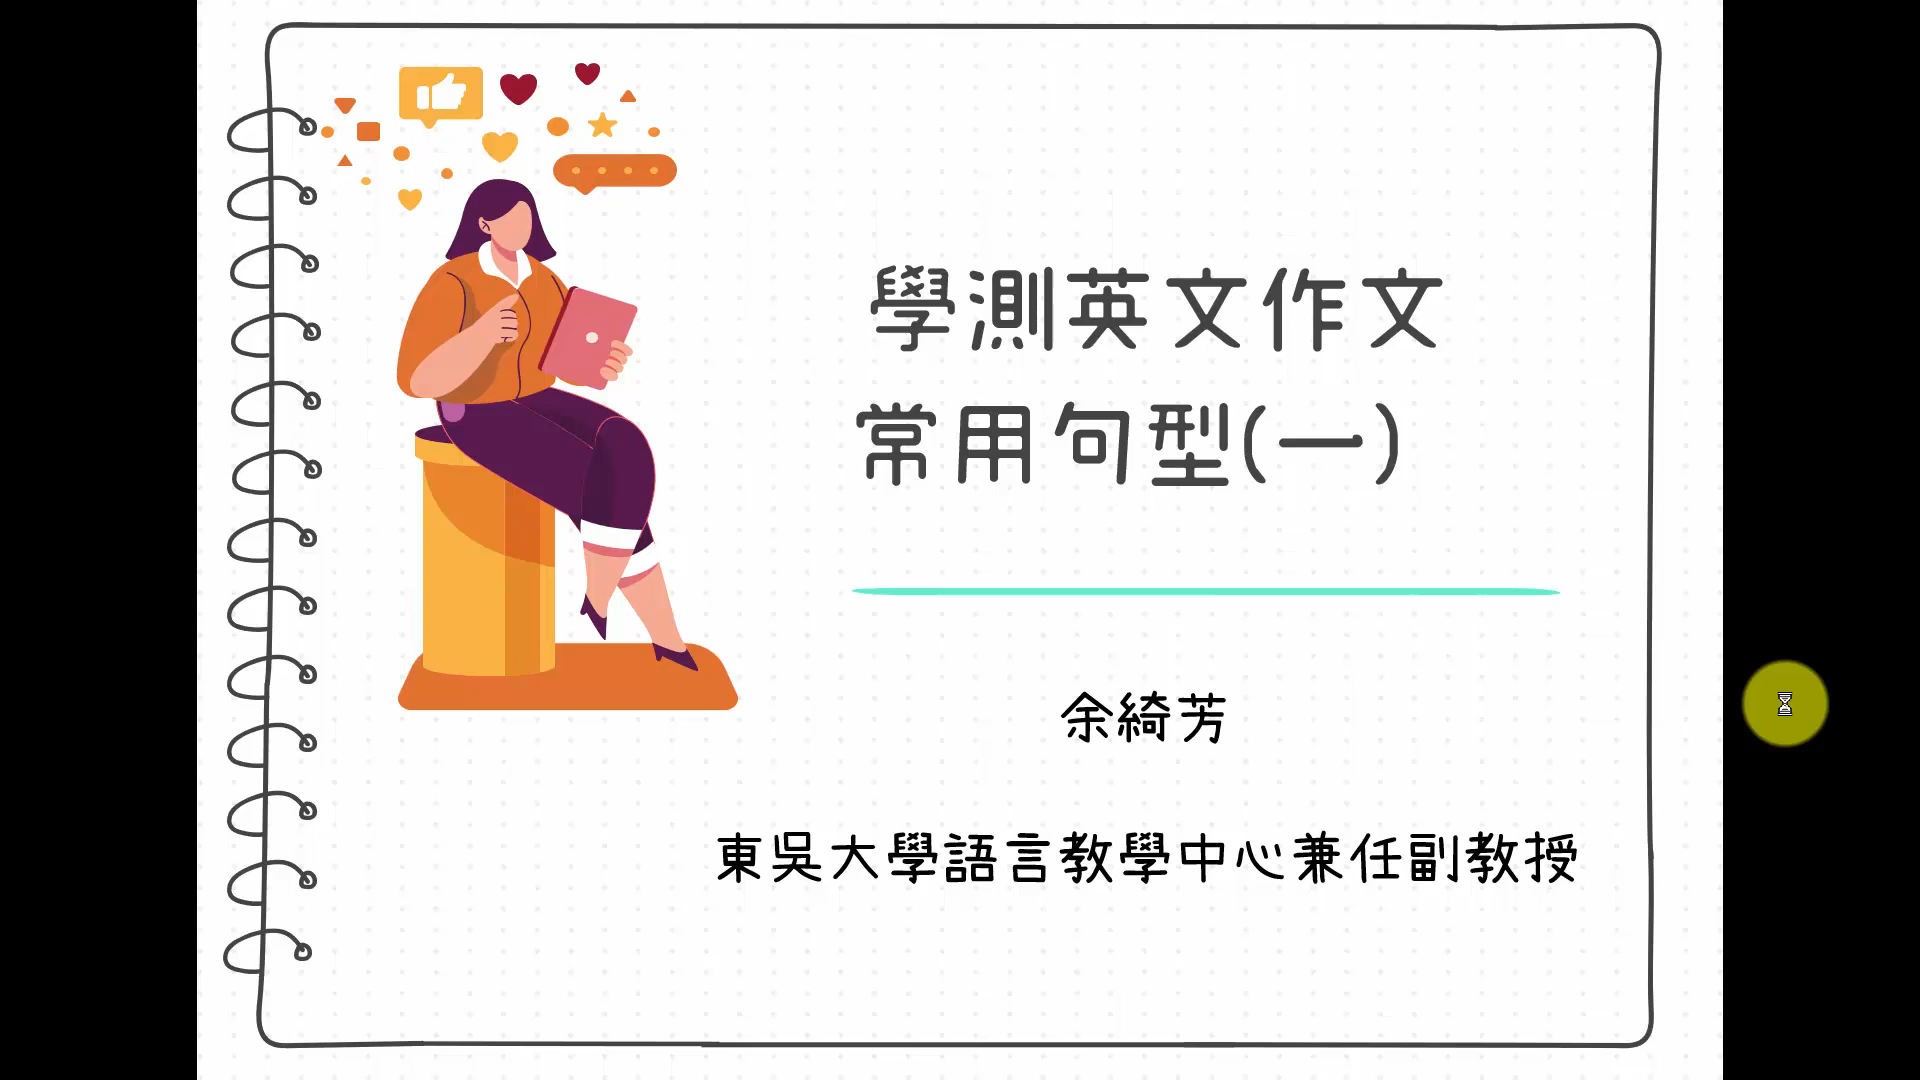 學測英文作文
常用句型(一)
余綺芳
東吳大學語言教學中心兼任副教授